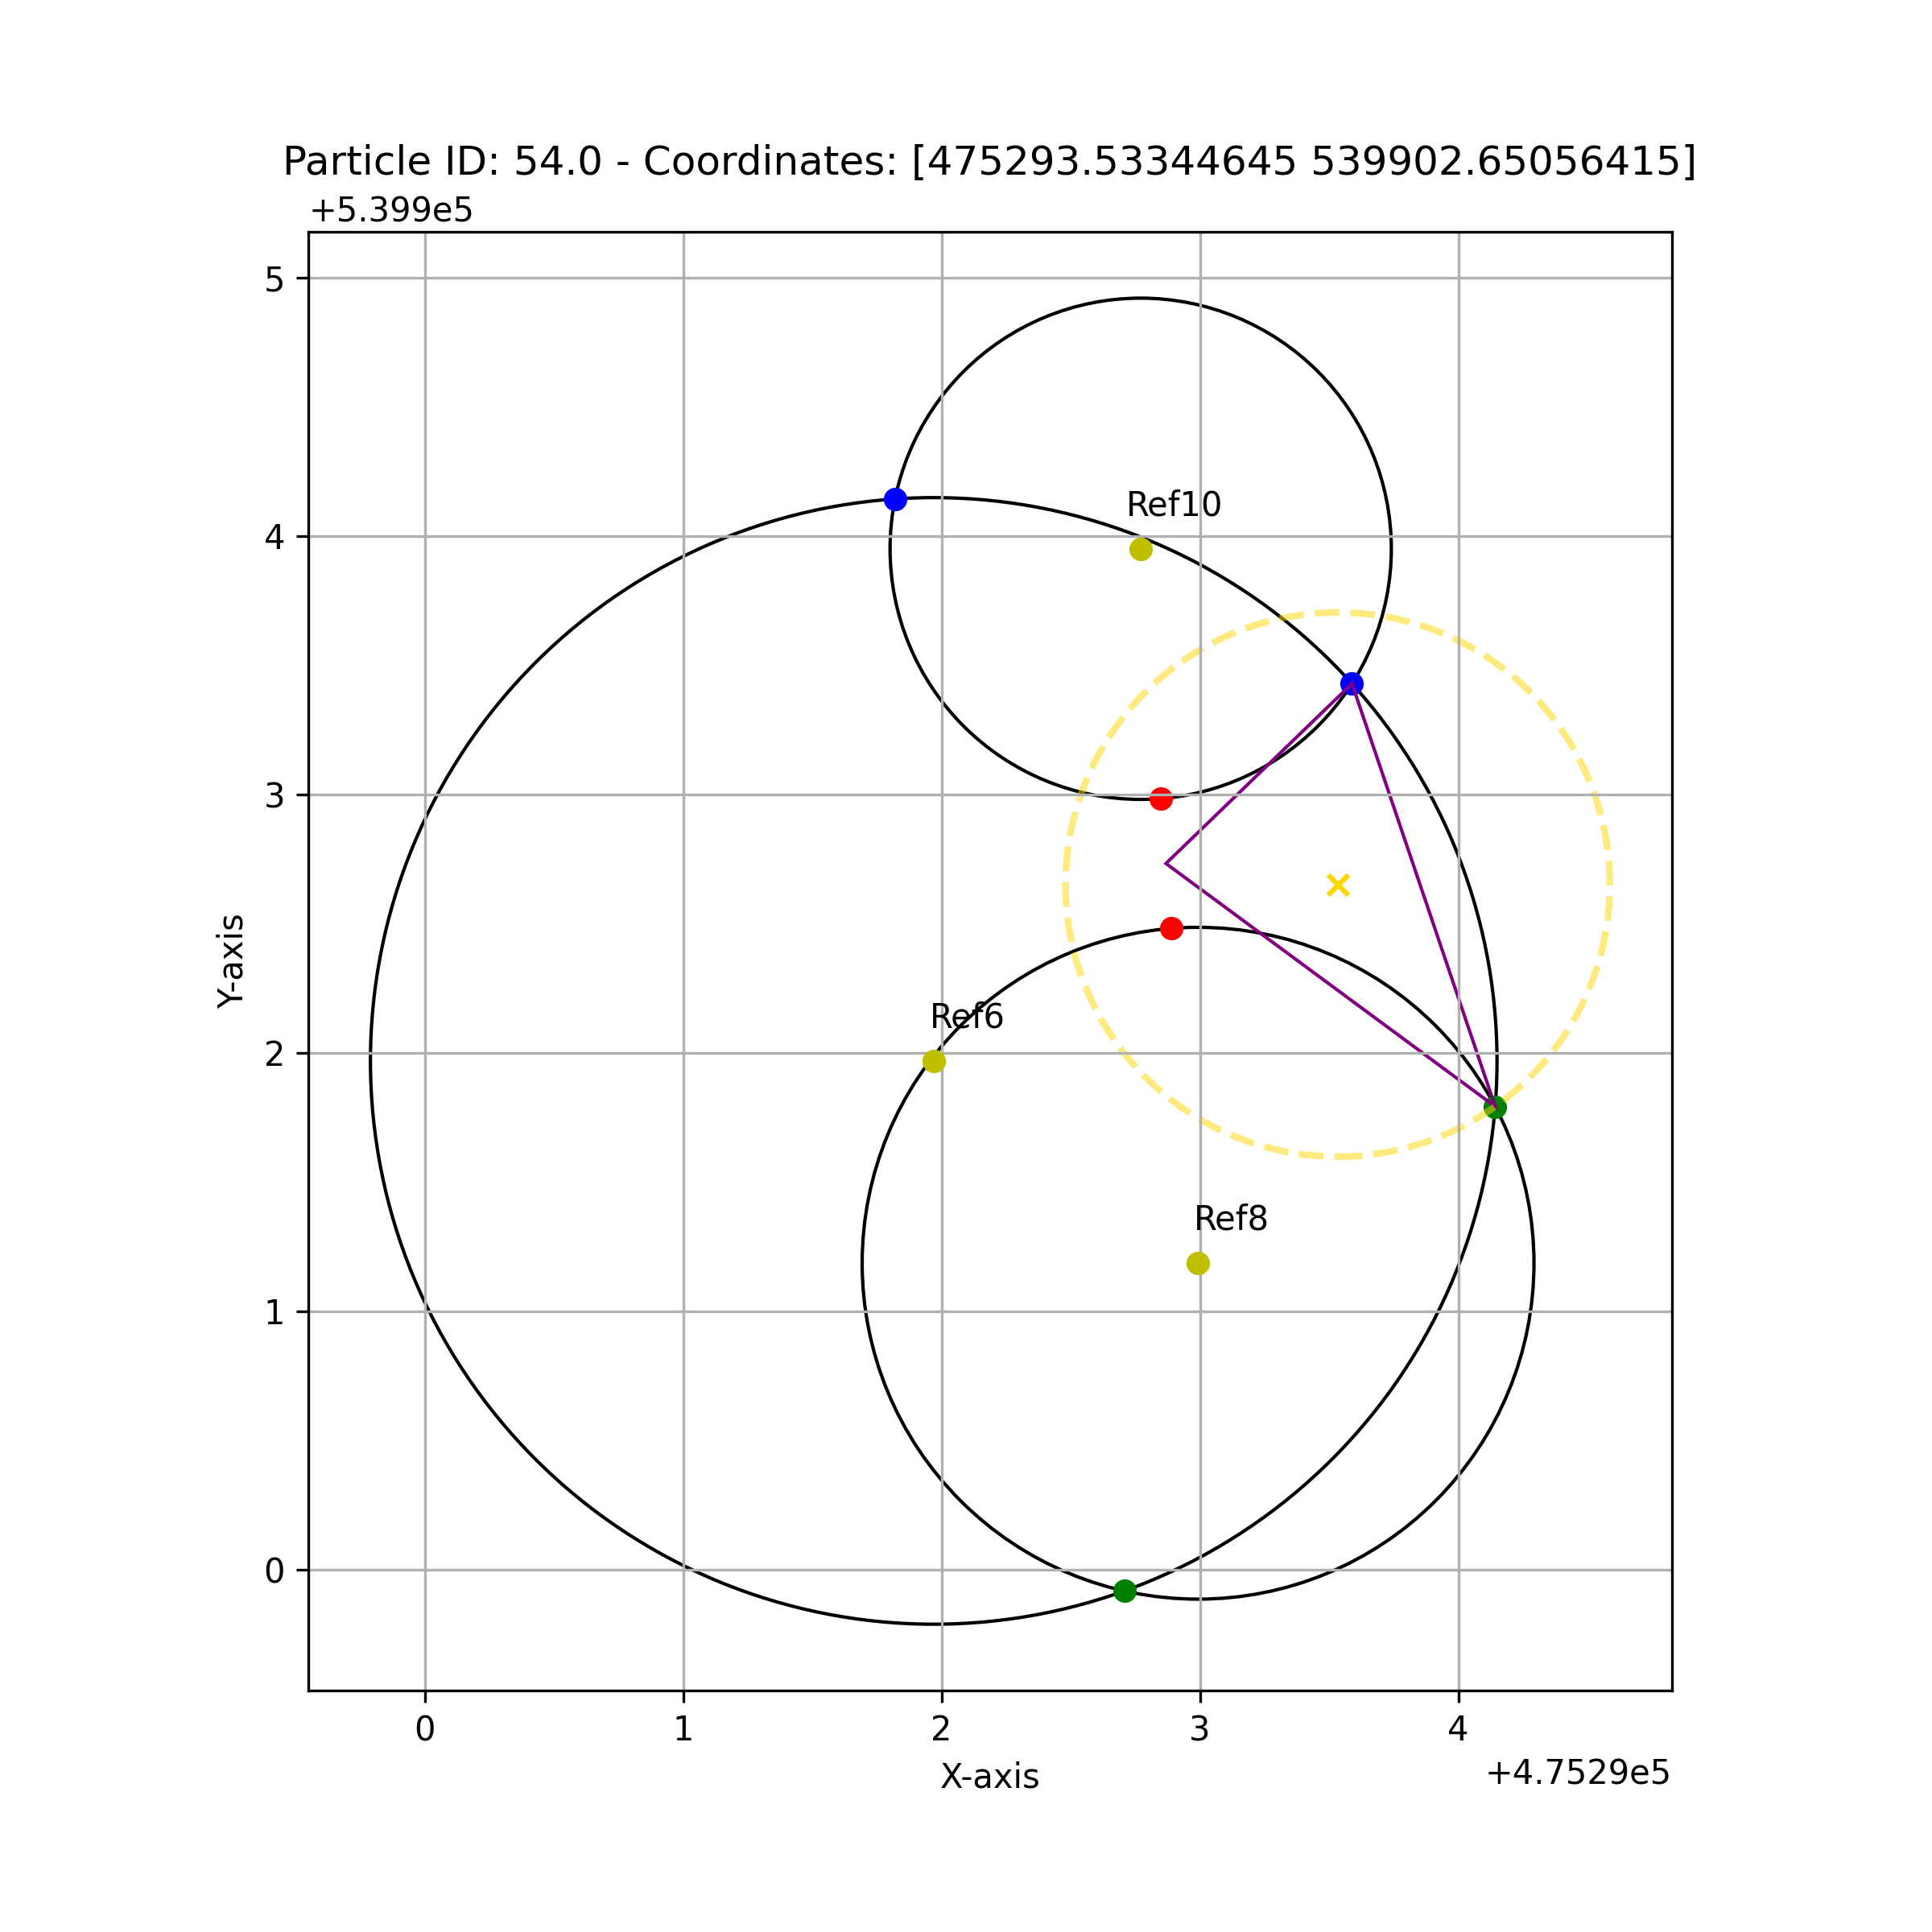 Particle ID: 54.0 - Coordinates: [475293.53344645 539902.65056415]
+5.399e5
5
Ref10
4
3
Y-axis
Ref6
2
Ref8
1
0
0 1 2 3 4
X-axis
+4.7529e5